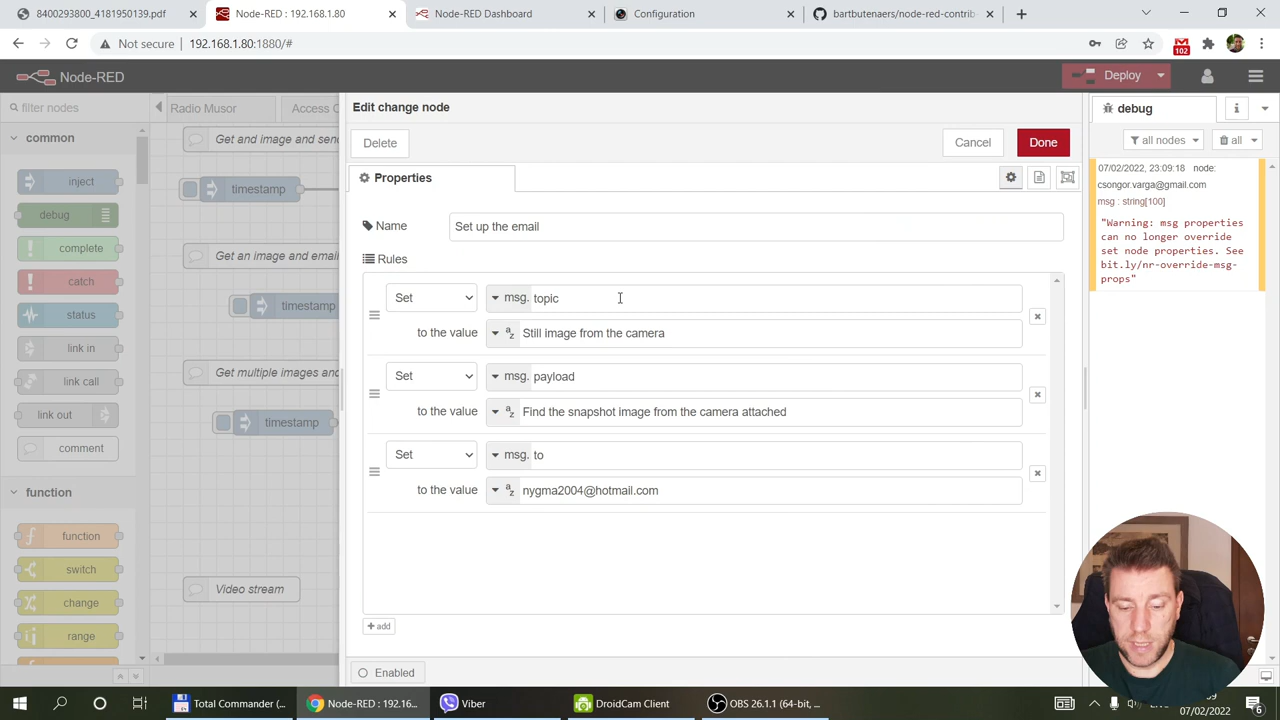 8400293800_4181950139.pdf
Node-RED : 192.168.1.80
Node-RED Dashboard
Configuration
bartbutenaers/node-red-contrib
Not secure
192.168.1.80:1880/#
102
Node-RED
Deploy
filter nodes
Radio Musor
Access C
common
inject
debug
complete
catch
status
link in
link call
link out
comment
function
function
switch
change
range
Get and image and send
timestamp
Get an image and email
timestamp
Get multiple images and
timestamp
Video stream
Edit change node
Delete
Cancel
Done
Properties
Name
Set up the email
Rules
Set
msg. topic
to the value
Still image from the camera
Set
msg. payload
to the value
Find the snapshot image from the camera attached
Set
msg. to
to the value
nygma2004@hotmail.com
add
Enabled
debug
all nodes
all
07/02/2022, 23:09:18 node:
csongor.varga@gmail.com
msg : string[100]
"Warning: msg properties
can no longer override
set node properties. See
bit.ly/nr-override-msg-
props"
Total Commander (...
Node-RED : 192.16...
Viber
DroidCam Client
OBS 26.1.1 (64-bit, ...
07/02/2022
6